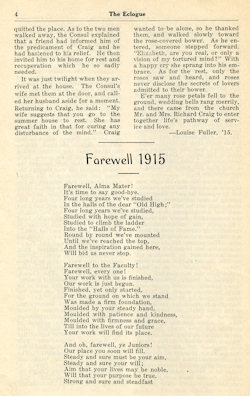 4
The Eclogue
quitted the place. As to the two men
walked away, the Consul explained
that a friend had informed him of
the predicament of Craig and he
had hastened to his relief. He then
invited him to his home for rest and
recuperation which he so sadly
needed.
It was just twilight when they ar-
rived at the house. The Consul's
wife met them at the door, and call-
ed her husband aside for a moment.
Returning to Craig, he said: "My
wife suggests that you go to the
summer house to rest. She has
great faith in that for curing any
disturbance of the mind." Craig
wanted to be alone, so he thanked
them, and walked slowly toward
the rose-covered bower. As he en-
tered, someone stepped forward.
"Elizabeth, are you real, or only a
vision of my tortured mind?" With
a happy cry she sprang into his em-
brace. As for the rest, only the
roses saw and heard, and roses
never disclose the secrets of lovers
admitted to their bower.
E'er many rose petals fell to the
ground, wedding bells rang merrily,
and there came from the church
Mr. and Mrs. Richard Craig to enter
together life's pathway of serv-
ice and love.
—Louise Fuller, '15.
Farewell 1915
Farewell, Alma Mater!
It's time to say good-bye.
Four long years we've studied
In the halls of the dear "Old High;"
Four long years we've studied,
Studied with hope of gain,
Studied to climb the ladder
Into the "Halls of Fame."
Round by round we've mounted
Until we've reached the top,
And the inspiration gained here,
Will bid us never stop.
Farewell to the Faculty!
Farewell, every one!
Your work with us is finished,
Our work is just begun.
Finished, yet only started,
For the ground on which we stand
Was made a firm foundation,
Moulded by your steady hand,
Moulded with patience and kindness,
Moulded with firmness and grace,
Till into the lives of our future
Your work will find its place.
And oh, farewell, ye Juniors!
Our place you soon will fill.
Steady and sure must be your aim,
Steady and sure your will;
Aim that your lives may be noble,
Will that your purpose be true,
Strong and sure and steadfast